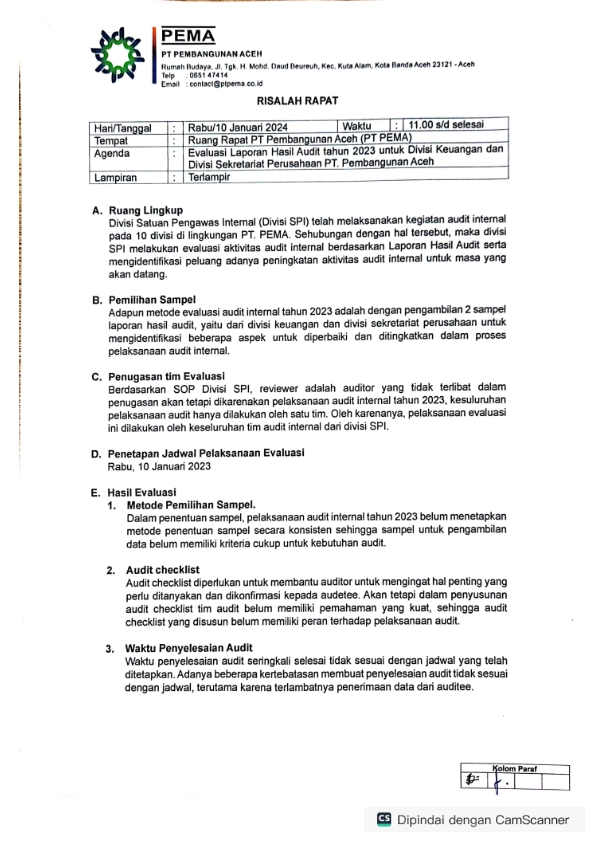 PEMA
PT PEMBANGUNAN ACEH
Rumah Budaya, Jl. Tgk. H. Mohd. Daud Beureuh, Kec. Kuta Alam, Kota Banda Aceh 23121 - Aceh
Telp : 0651 47414
Email : contact@ptpema.co.id
RISALAH RAPAT
Hari/Tanggal : Rabu/10 Januari 2024 Waktu : 11.00 s/d selesai
Tempat : Ruang Rapat PT Pembangunan Aceh (PT PEMA)
Agenda : Evaluasi Laporan Hasil Audit tahun 2023 untuk Divisi Keuangan dan
Divisi Sekretariat Perusahaan PT. Pembangunan Aceh
Lampiran : Terlampir
A. Ruang Lingkup
Divisi Satuan Pengawas Internal (Divisi SPI) telah melaksanakan kegiatan audit internal
pada 10 divisi di lingkungan PT. PEMA. Sehubungan dengan hal tersebut, maka divisi
SPI melakukan evaluasi aktivitas audit internal berdasarkan Laporan Hasil Audit serta
mengidentifikasi peluang adanya peningkatan aktivitas audit internal untuk masa yang
akan datang.
B. Pemilihan Sampel
Adapun metode evaluasi audit internal tahun 2023 adalah dengan pengambilan 2 sampel
laporan hasil audit, yaitu dari divisi keuangan dan divisi sekretariat perusahaan untuk
mengidentifikasi beberapa aspek untuk diperbaiki dan ditingkatkan dalam proses
pelaksanaan audit internal.
C. Penugasan tim Evaluasi
Berdasarkan SOP Divisi SPI, reviewer adalah auditor yang tidak terlibat dalam
penugasan akan tetapi dikarenakan pelaksanaan audit internal tahun 2023, kesuluruhan
pelaksanaan audit hanya dilakukan oleh satu tim. Oleh karenanya, pelaksanaan evaluasi
ini dilakukan oleh keseluruhan tim audit internal dari divisi SPI.
D. Penetapan Jadwal Pelaksanaan Evaluasi
Rabu, 10 Januari 2023
E. Hasil Evaluasi
1. Metode Pemilihan Sampel.
Dalam penentuan sampel, pelaksanaan audit internal tahun 2023 belum menetapkan
metode penentuan sampel secara konsisten sehingga sampel untuk pengambilan
data belum memiliki kriteria cukup untuk kebutuhan audit.
2. Audit checklist
Audit checklist diperlukan untuk membantu auditor untuk mengingat hal penting yang
perlu ditanyakan dan dikonfirmasi kepada audetee. Akan tetapi dalam penyusunan
audit checklist tim audit belum memiliki pemahaman yang kuat, sehingga audit
checklist yang disusun belum memiliki peran terhadap pelaksanaan audit.
3. Waktu Penyelesaian Audit
Waktu penyelesaian audit seringkali selesai tidak sesuai dengan jadwal yang telah
ditetapkan. Adanya beberapa kertebatasan membuat penyelesaian audit tidak sesuai
dengan jadwal, terutama karena terlambatnya penerimaan data dari auditee.
Kolom Paraf
CS Dipindai dengan CamScanner